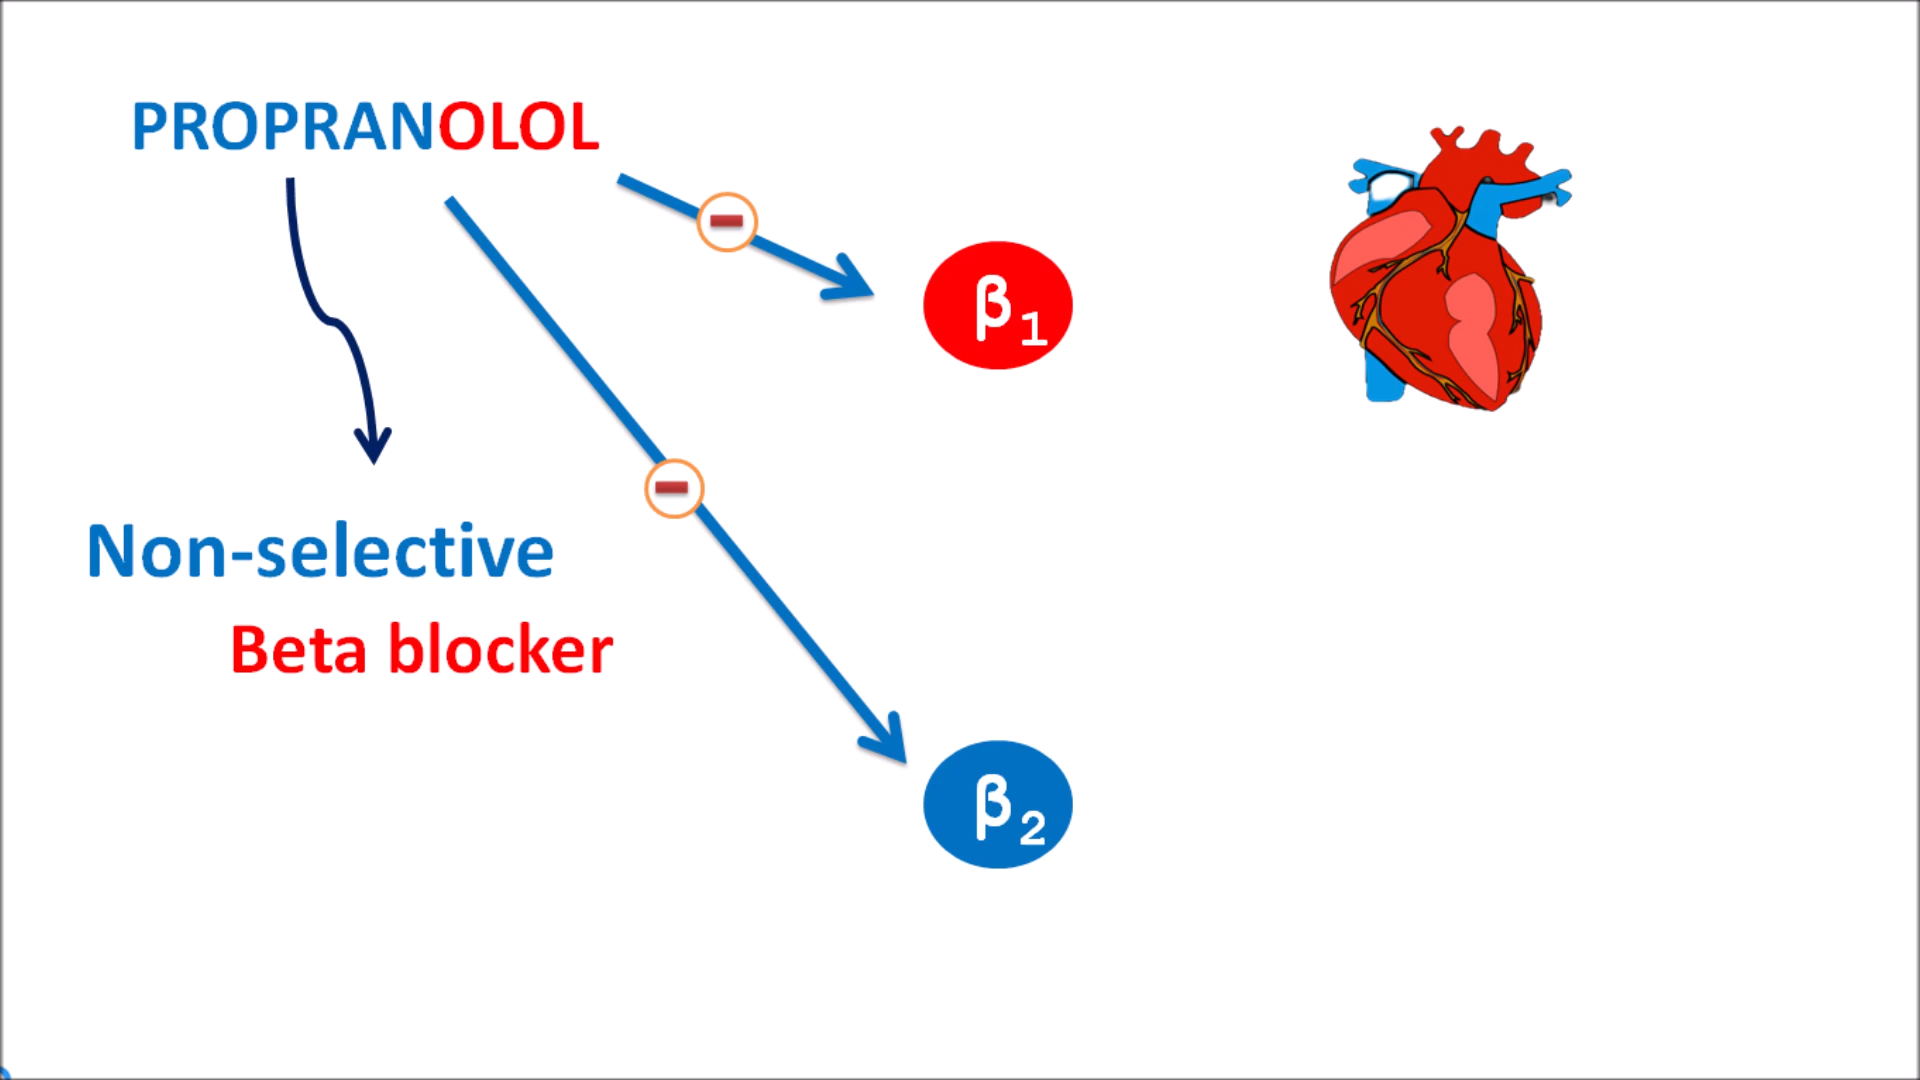 PROPRANOLOL
β1
Non-selective
Beta blocker
β2